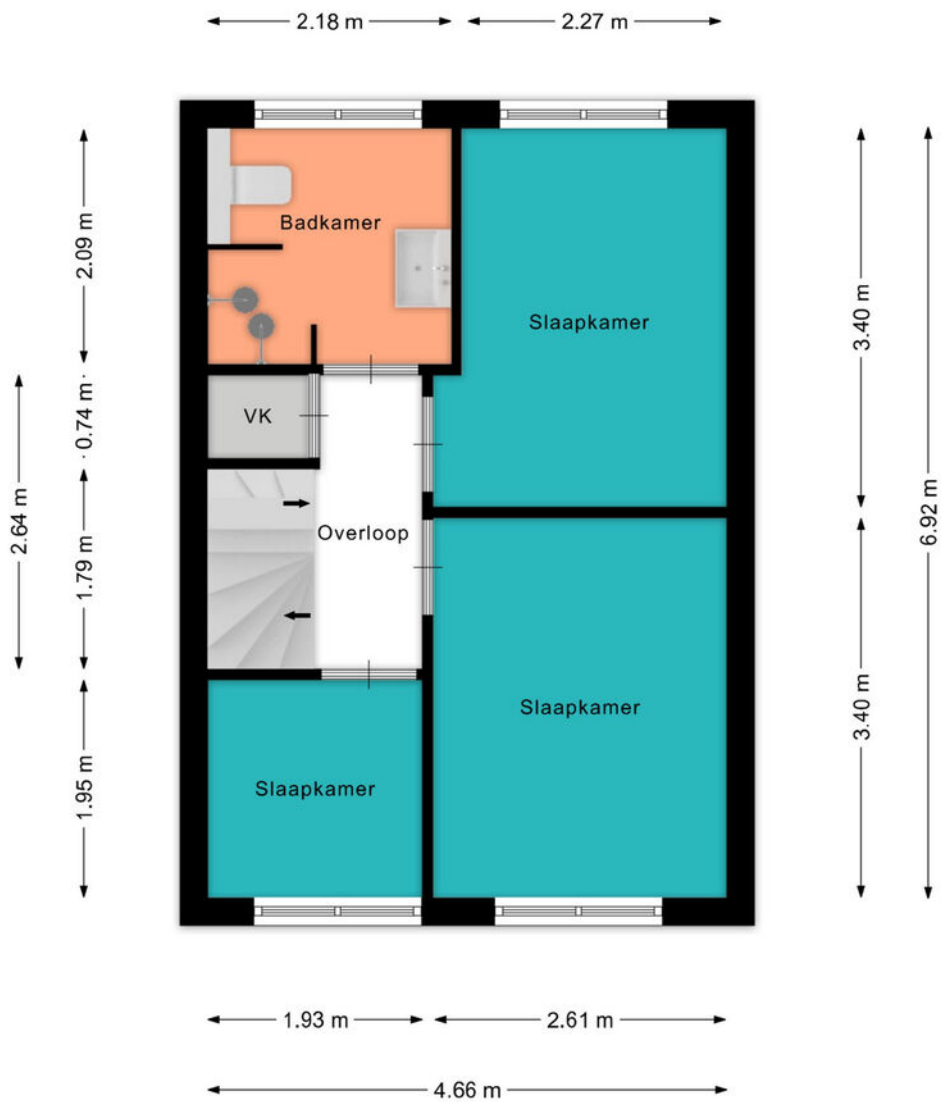 2.18 m
2.27 m
Badkamer
2.09 m
Slaapkamer
3.40 m
0.74 m
VK
2.64 m
1.79 m
Overloop
6.92 m
Slaapkamer
3.40 m
Slaapkamer
1.95 m
1.93 m
2.61 m
4.66 m